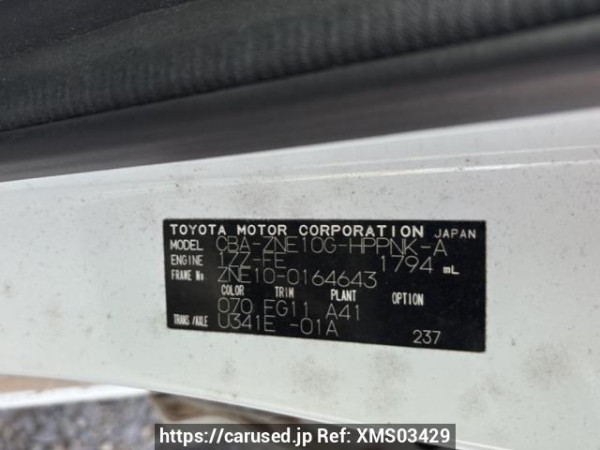 TOYOTA MOTOR CORPORATION JAPAN
MODEL CBA-ZNE10G-HPPNK-A
ENGINE 1ZZ-FE 1794 mL
FRAME No. ZNE10-0164643
COLOR TRIM PLANT OPTION
070 EG11 A41
TRANS/AXLE U341E -01A 237
https://carused.jp Ref: XMS03429